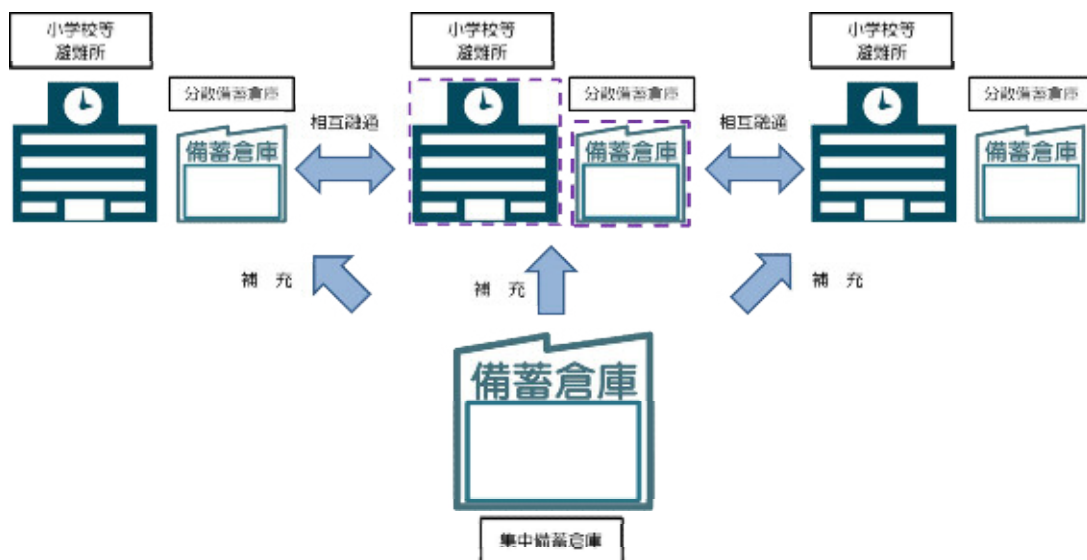 小学校等
避難所
小学校等
避難所
小学校等
避難所
分散備蓄倉庫
分散備蓄倉庫
分散備蓄倉庫
相互融通
相互融通
備蓄倉庫
備蓄倉庫
備蓄倉庫
補 充
補 充
補 充
備蓄倉庫
集中備蓄倉庫